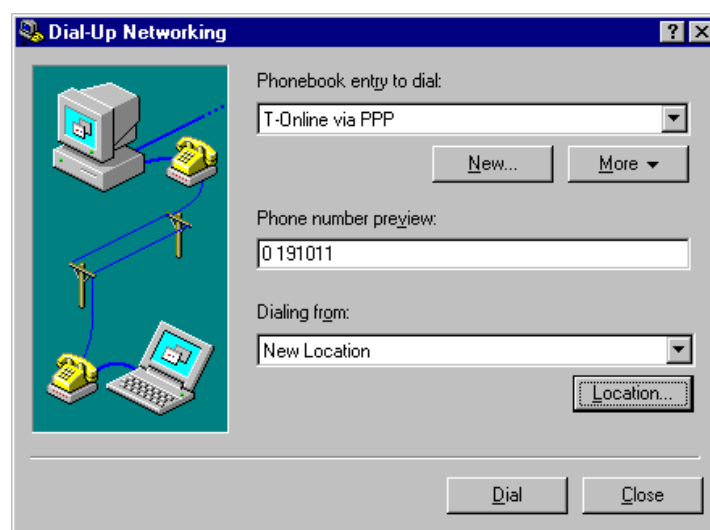 Dial-Up Networking
Phonebook entry to dial:
T-Online via PPP
New... More
Phone number preview:
0 191011
Dialing from:
New Location
Location...
Dial Close